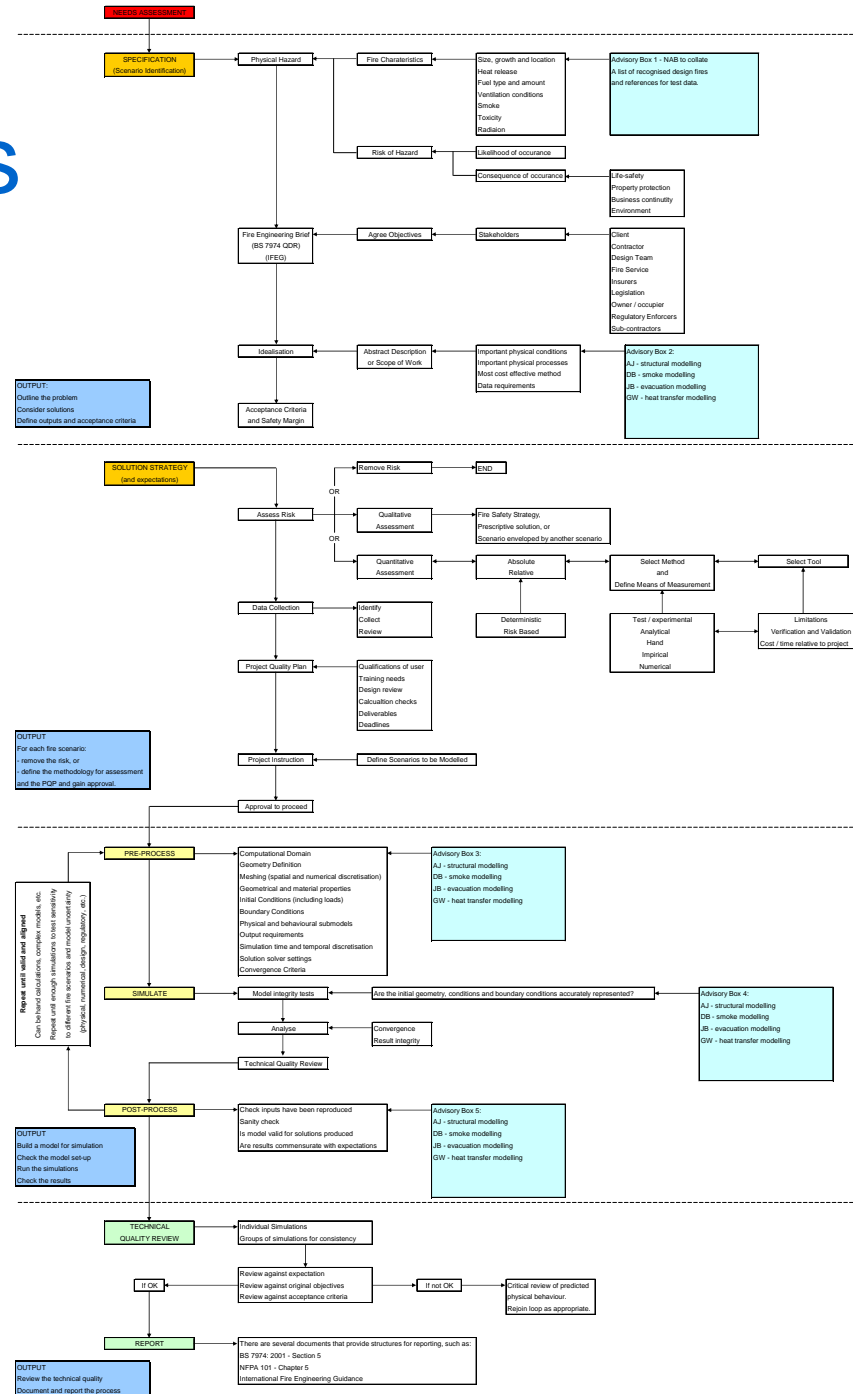 s
NEEDS ASSESSMENT
SPECIFICATION
(Scenario Identification)
Physical Hazard
Fire Charateristics
Size, growth and location
Heat release
Fuel type and amount
Ventilation conditions
Smoke
Toxicity
Radiaion
Advisory Box 1 - NAB to collate
A list of recognised design fires
and references for test data.
Risk of Hazard
Likelihood of occurance
Consequence of occurance
Life-safety
Property protection
Business continutity
Environment
Fire Engineering Brief
(BS 7974 QDR)
(IFEG)
Agree Objectives
Stakeholders
Client
Contractor
Design Team
Fire Service
Insurers
Legislation
Owner / occupier
Regulatory Enforcers
Sub-contractors
Idealisation
Abstract Description
or Scope of Work
Important physical conditions
Important physical processes
Most cost effective method
Data requirements
Advisory Box 2:
AJ - structural modelling
DB - smoke modelling
JB - evacuation modelling
GW - heat transfer modelling
OUTPUT:
Outline the problem
Consider solutions
Define outputs and acceptance criteria
Acceptance Criteria
and Safety Margin
SOLUTION STRATEGY
(and expectations)
Remove Risk
END
OR
Assess Risk
Qualitative
Assessment
Fire Safety Strategy,
Prescriptive solution, or
Scenario enveloped by another scenario
OR
Quantitative
Assessment
Absolute
Relative
Select Method
and
Define Means of Measurement
Select Tool
Data Collection
Identify
Collect
Review
Deterministic
Risk Based
Test / experimental
Analytical
Hand
Impirical
Numerical
Limitations
Verification and Validation
Cost / time relative to project
Project Quality Plan
Qualifications of user
Training needs
Design review
Calcualtion checks
Deliverables
Deadlines
OUTPUT
For each fire scenario:
- remove the risk, or
- define the methodology for assessment
and the PQP and gain approval.
Project Instruction
Define Scenarios to be Modelled
Approval to proceed
PRE-PROCESS
Computational Domain
Geometry Definition
Meshing (spatial and numerical discretisation)
Geometrical and material properties
Initial Conditions (including loads)
Boundary Conditions
Physical and behavioural submodels
Output requirements
Simulation time and temporal discretisation
Solution solver settings
Convergence Criteria
Advisory Box 3:
AJ - structural modelling
DB - smoke modelling
JB - evacuation modelling
GW - heat transfer modelling
Repeat until valid and aligned
Can be hand calculations, complex models, etc.
Repeat until enough simulations to test sensitivity
to different fire scenarios and model uncertainty
(physical, numerical, design, regulatory, etc.)
SIMULATE
Model integrity tests
Are the initial geometry, conditions and boundary conditions accurately represented?
Advisory Box 4:
AJ - structural modelling
DB - smoke modelling
JB - evacuation modelling
GW - heat transfer modelling
Analyse
Convergence
Result integrity
Technical Quality Review
POST-PROCESS
Check inputs have been reproduced
Sanity check
Is model valid for solutions produced
Are results commensurate with expectations
Advisory Box 5:
AJ - structural modelling
DB - smoke modelling
JB - evacuation modelling
GW - heat transfer modelling
OUTPUT
Build a model for simulation
Check the model set-up
Run the simulations
Check the results
TECHNICAL
QUALITY REVIEW
Individual Simulations
Groups of simulations for consistency
If OK
Review against expectation
Review against original objectives
Review against acceptance criteria
If not OK
Critical review of predicted
physical behaviour.
Rejoin loop as appropriate.
REPORT
There are several documents that provide structures for reporting, such as:
BS 7974: 2001 - Section 5
NFPA 101 - Chapter 5
International Fire Engineering Guidance
OUTPUT
Review the technical quality
Document and report the process